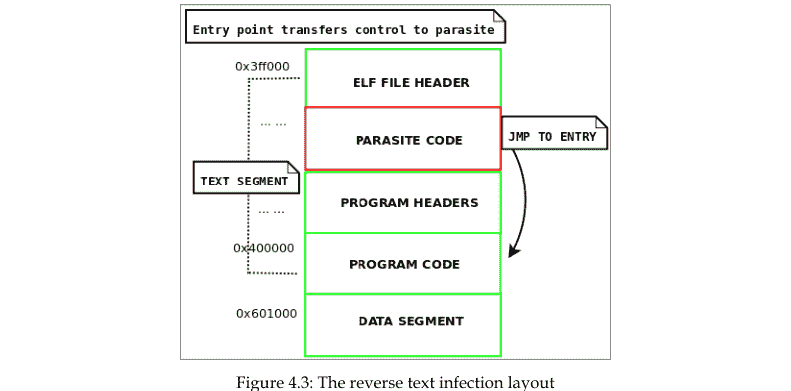 Entry point transfers control to parasite
0x3ff000
ELF FILE HEADER
... ...
PARASITE CODE
JMP TO ENTRY
TEXT SEGMENT
PROGRAM HEADERS
... ...
0x400000
PROGRAM CODE
0x601000
DATA SEGMENT
Figure 4.3: The reverse text infection layout